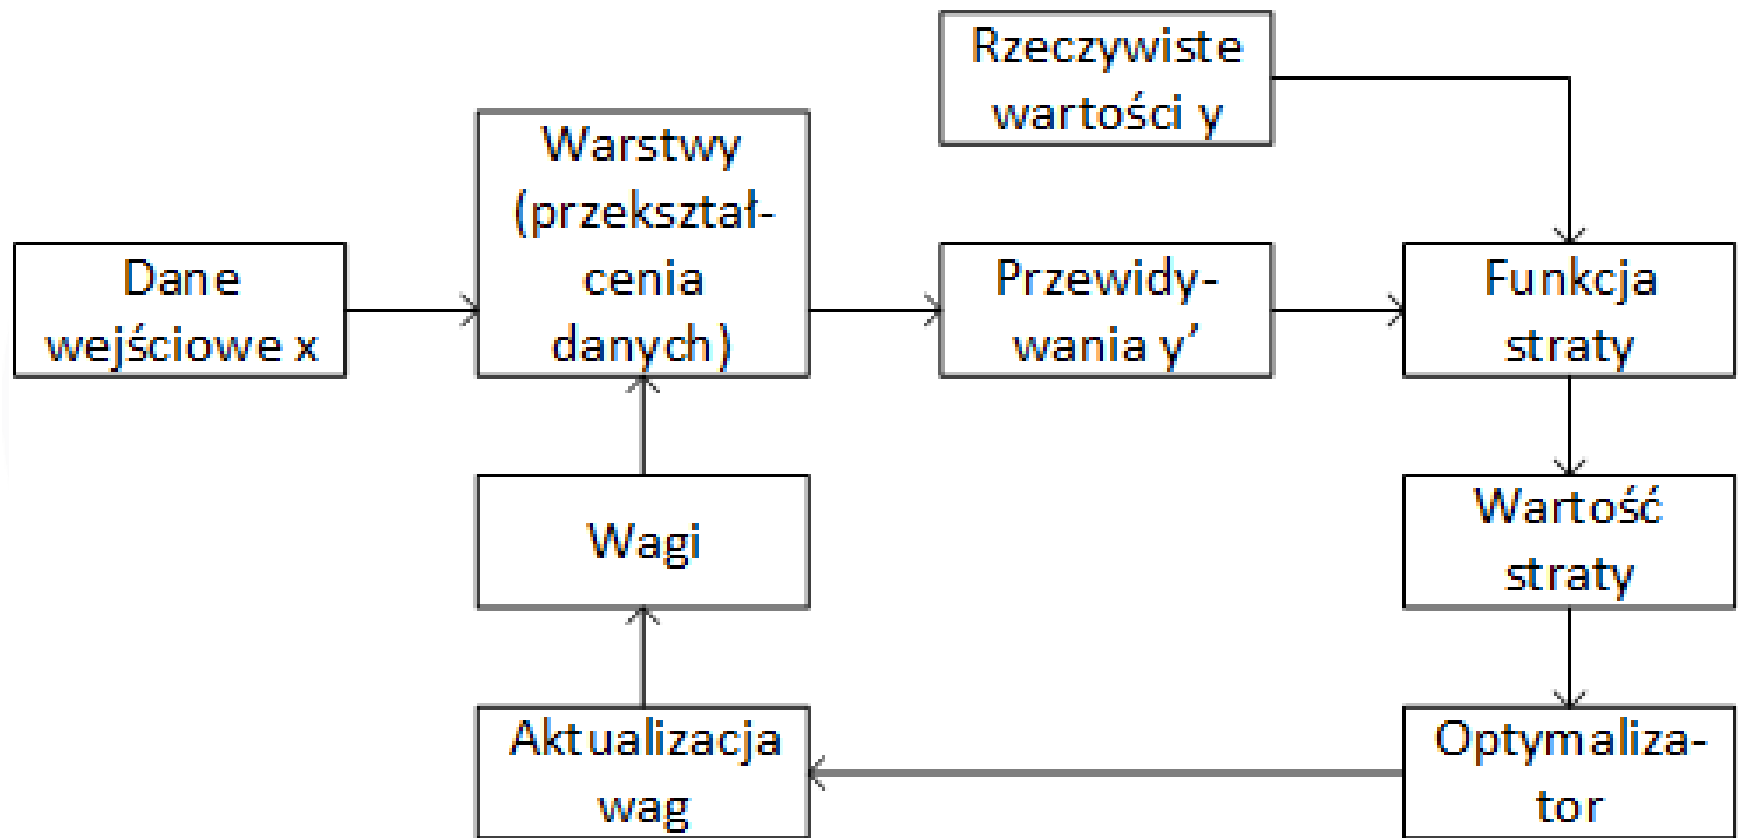 Rzeczywiste
wartości y
Warstwy
(przekształ-
cenia
danych)
Dane
wejściowe x
Przewidy-
wania y’
Funkcja
straty
Wagi
Wartość
straty
Aktualizacja
wag
Optymaliza-
tor